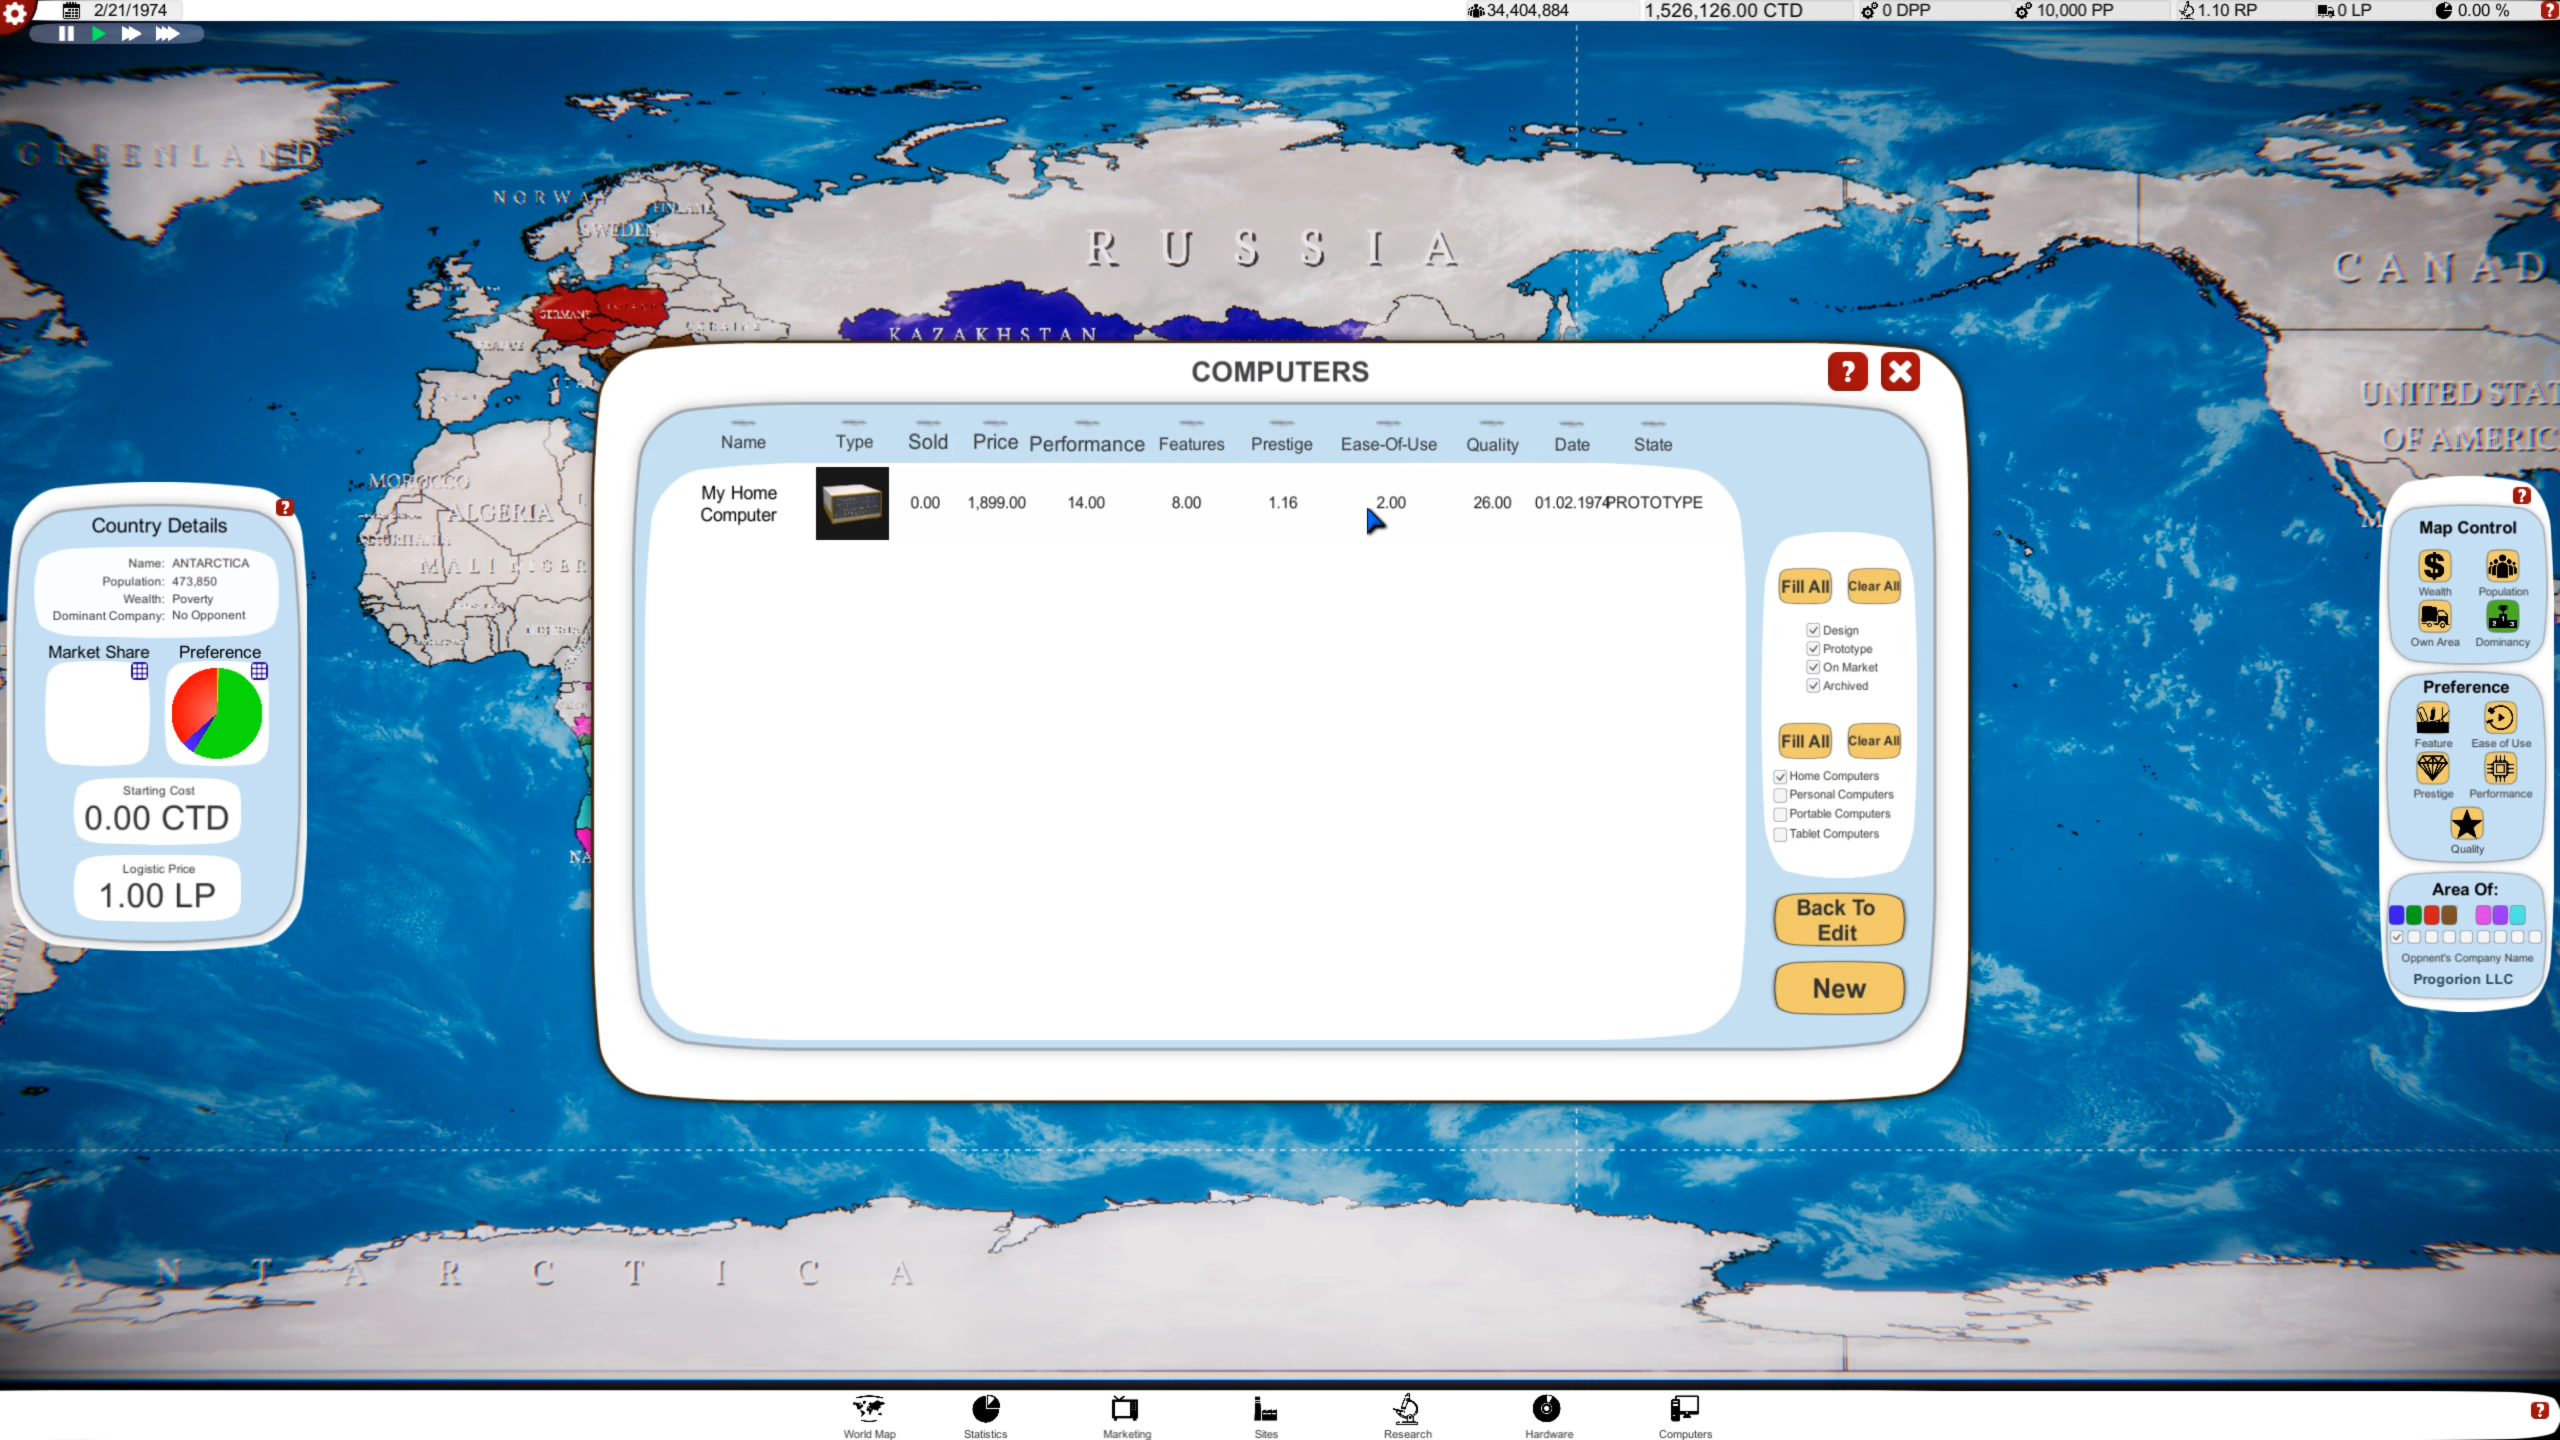 2/21/1974
34,404,884
1,526,126.00 CTD
0 DPP
10,000 PP
1.10 RP
0 LP
0.00 %
GREENLAND
NORWAY
FINLAND
SWEDEN
RUSSIA
CANAD
GERMANY
UKRAINE
KAZAKHSTAN
UNITED STAT
OF AMERIC
MOROCCO
ALGERIA
MALI
NIGER
ANTARCTICA
COMPUTERS
?
Name
Type
Sold
Price
Performance
Features
Prestige
Ease-Of-Use
Quality
Date
State
My Home
Computer
0.00
1,899.00
14.00
8.00
1.16
2.00
26.00
01.02.1974
PROTOTYPE
Fill All
Clear All
Design
Prototype
On Market
Archived
Fill All
Clear All
Home Computers
Personal Computers
Portable Computers
Tablet Computers
Back To
Edit
New
Country Details
Name: ANTARCTICA
Population: 473,850
Wealth: Poverty
Dominant Company: No Opponent
Market Share
Preference
Starting Cost
0.00 CTD
Logistic Price
1.00 LP
Map Control
Wealth
Population
Own Area
Dominancy
Preference
Feature
Ease of Use
Prestige
Performance
Quality
Area Of:
Oppnent's Company Name
Progorion LLC
World Map
Statistics
Marketing
Sites
Research
Hardware
Computers
?